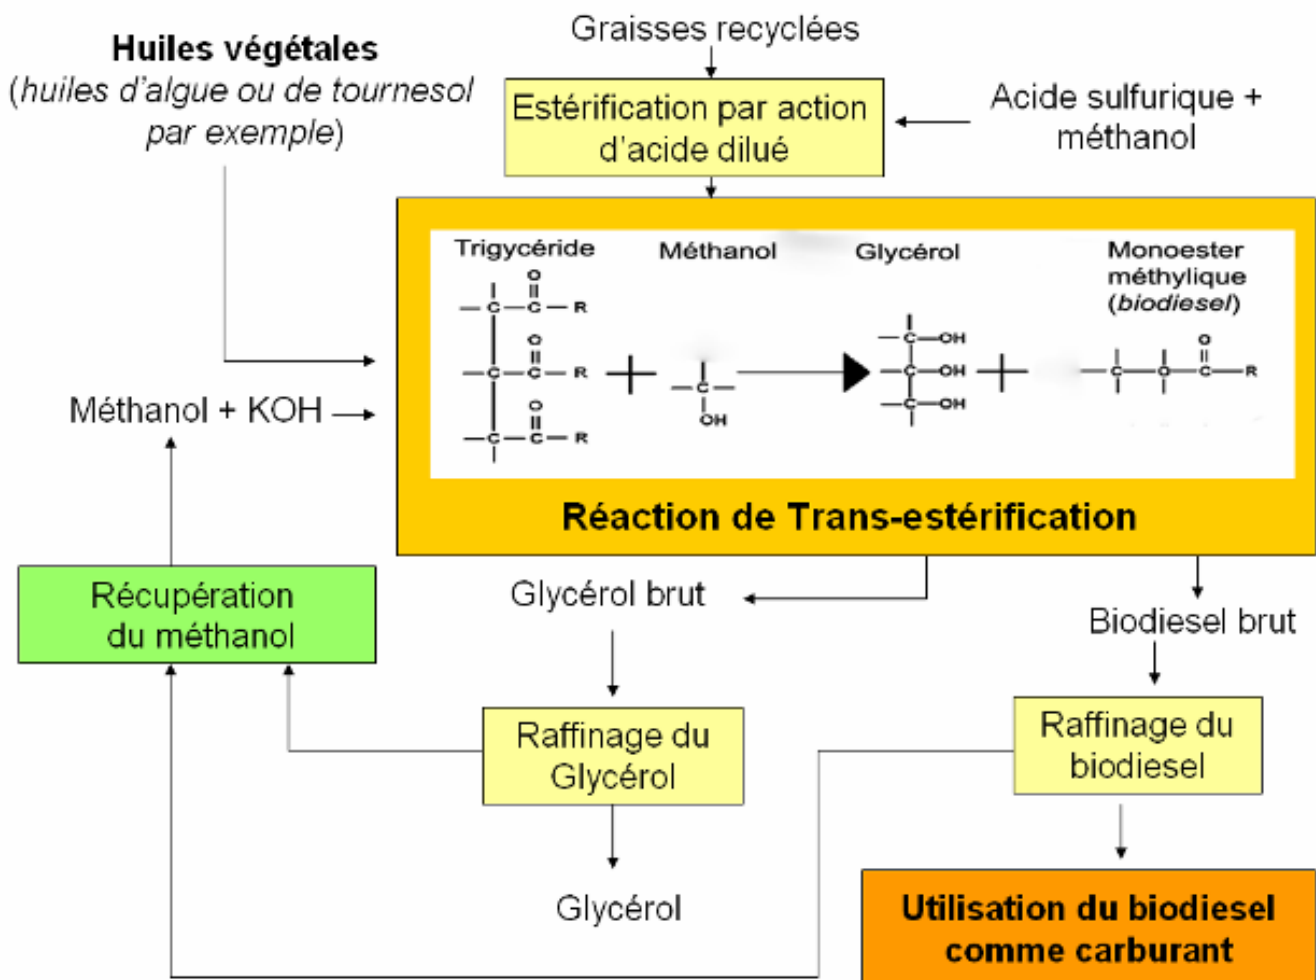 Huiles végétales
(huiles d'algue ou de tournesol
par exemple)
Graisses recyclées
Estérification par action
d'acide dilué
Acide sulfurique +
méthanol
Trigycéride
Méthanol
Glycérol
Monoester
méthylique
(biodiesel)
O
C C R
O
C C R
O
C C R
+
C
OH
C OH
C OH
C OH
+
O
C O C R
Méthanol + KOH
Réaction de Trans-estérification
Récupération
du méthanol
Glycérol brut
Biodiesel brut
Raffinage du
Glycérol
Raffinage du
biodiesel
Glycérol
Utilisation du biodiesel
comme carburant